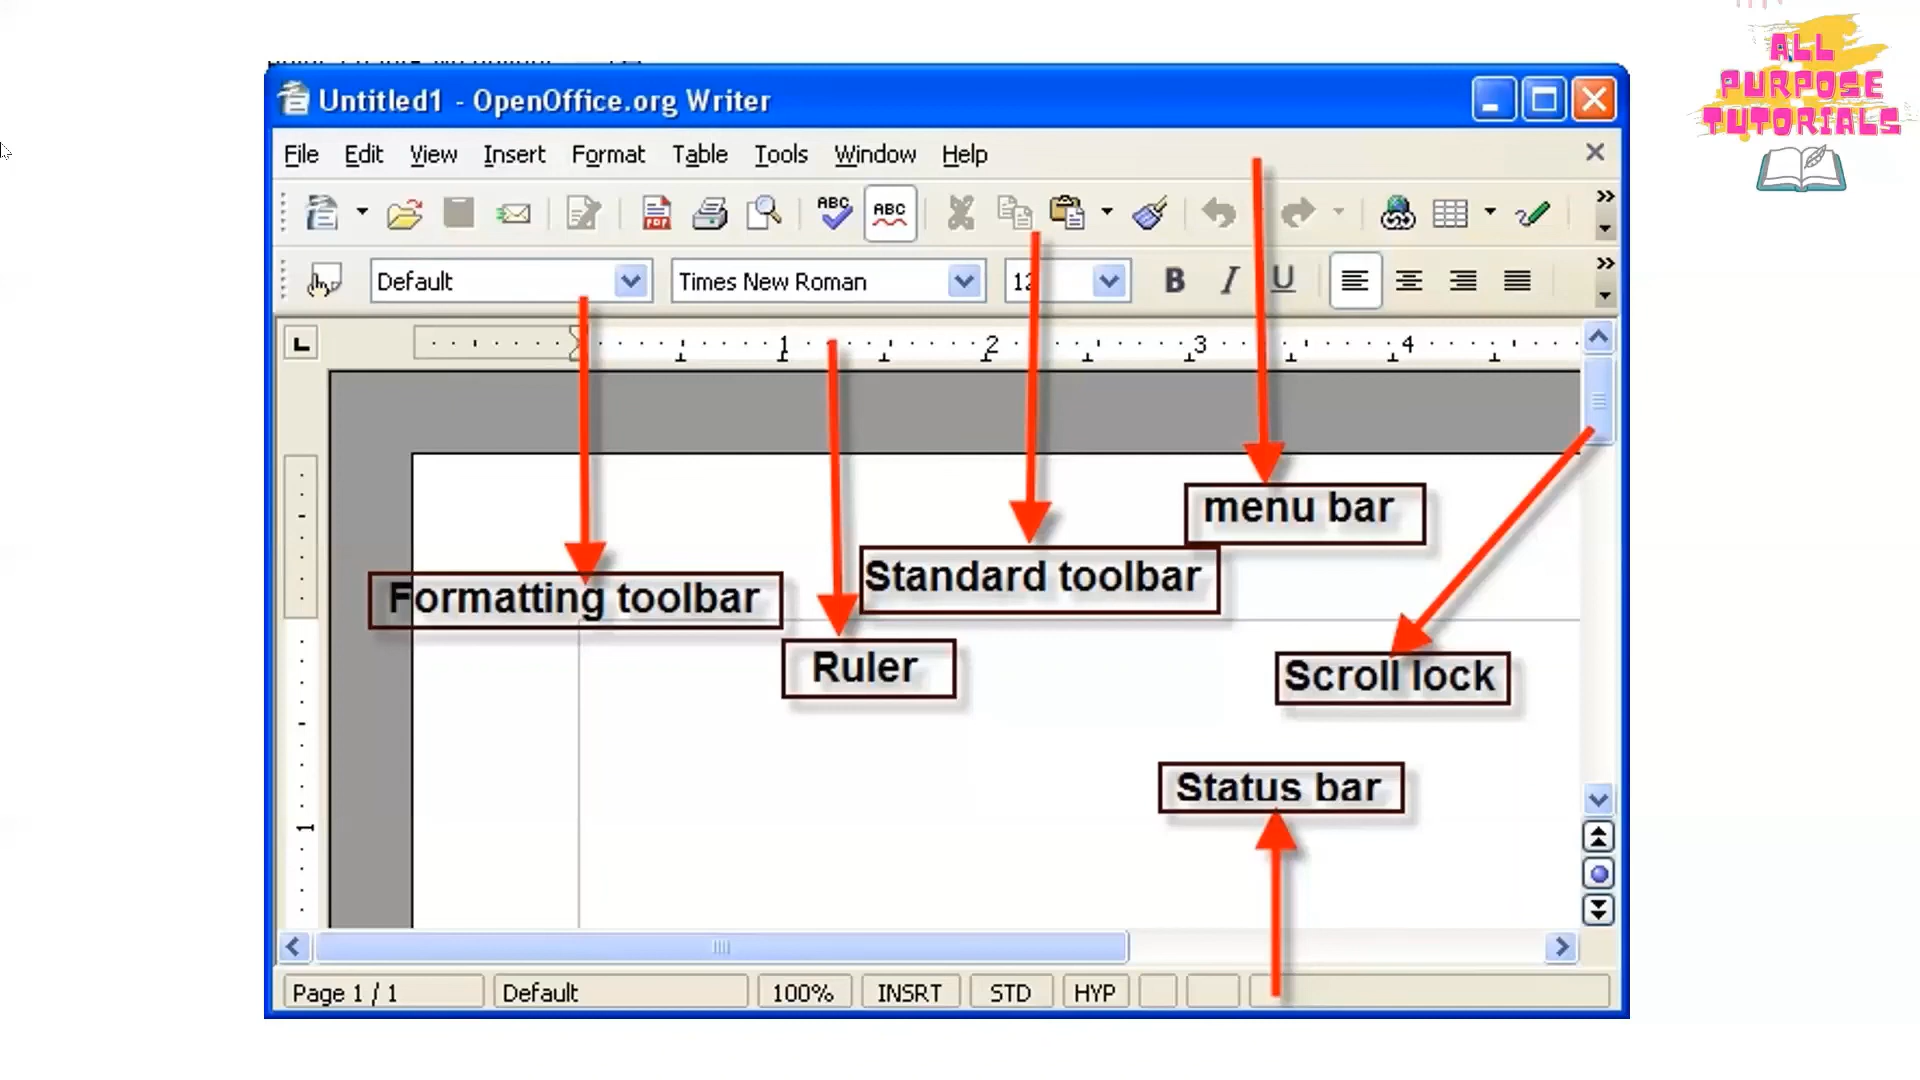 ALL
PURPOSE
TUTORIALS
Untitled1 - OpenOffice.org Writer
File Edit View Insert Format Table Tools Window Help
PDF ABC ABC
Default Times New Roman 12 B I U
1 2 3 4
menu bar
Standard toolbar
Formatting toolbar
Ruler
Scroll lock
Status bar
1
Page 1 / 1 Default 100% INSRT STD HYP